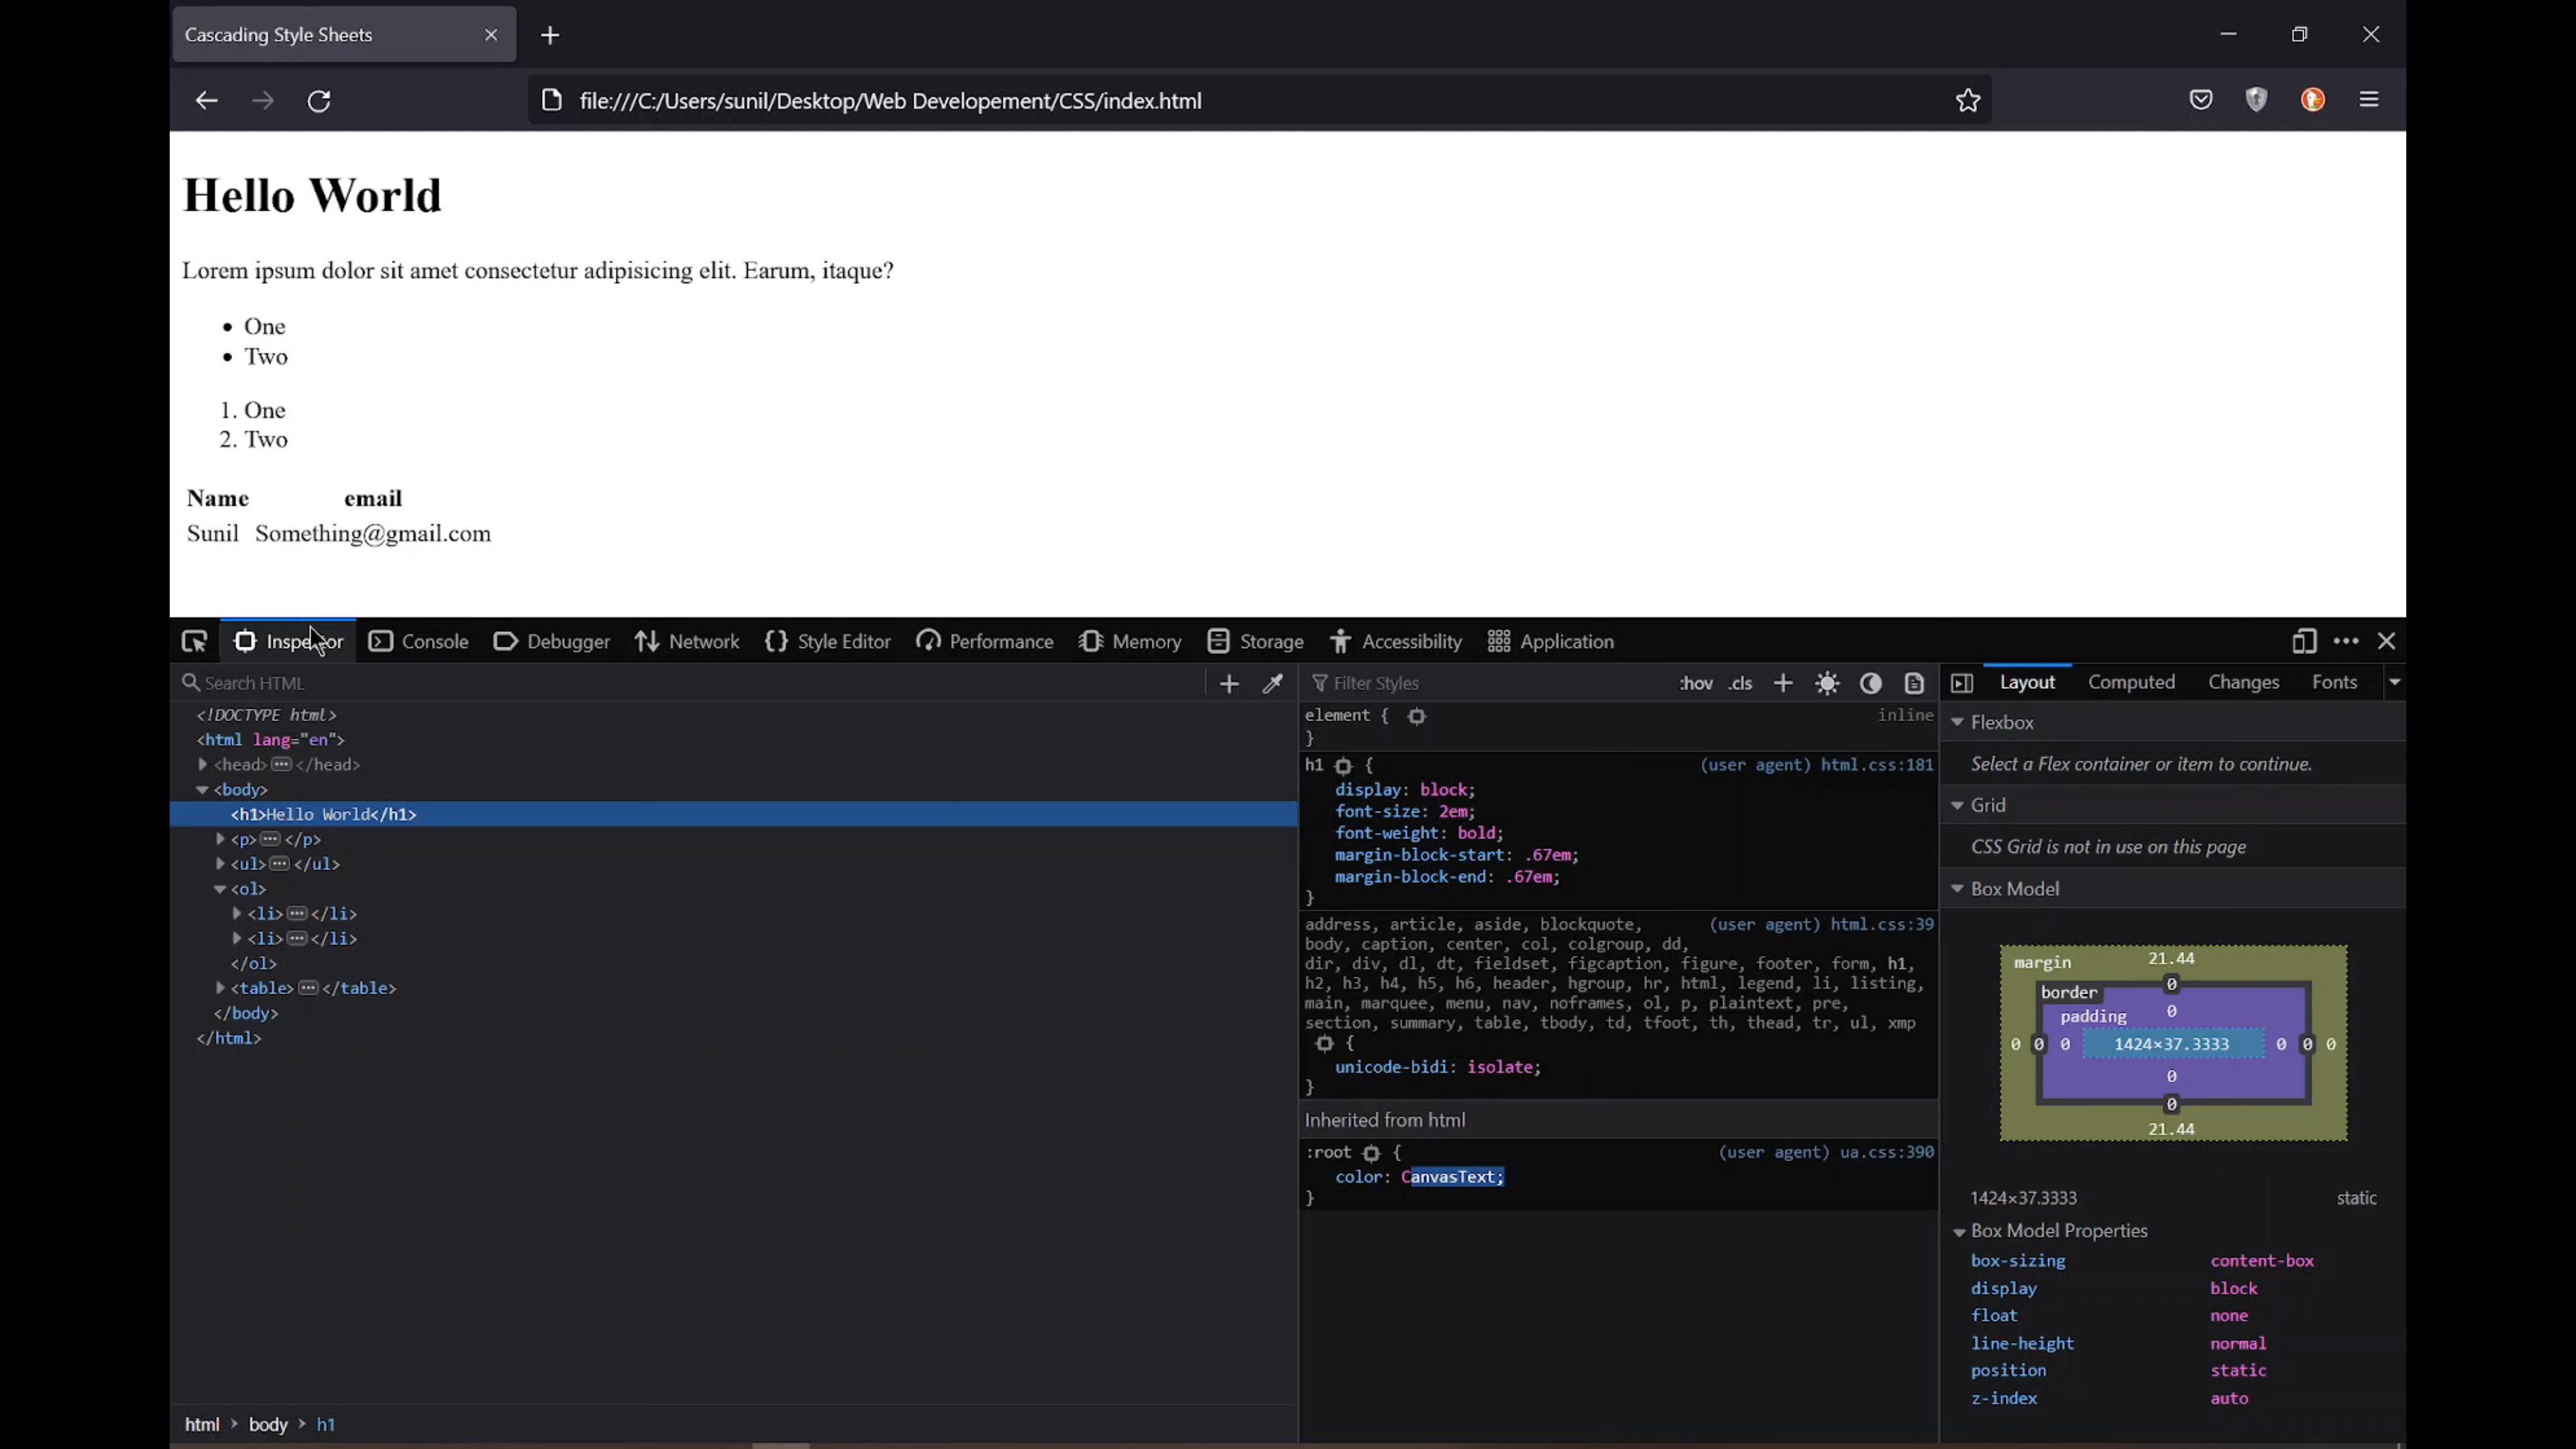 Cascading Style Sheets
file:///C:/Users/sunil/Desktop/Web Developement/CSS/index.html
Hello World
Lorem ipsum dolor sit amet consectetur adipisicing elit. Earum, itaque?
• One
• Two
1. One
2. Two
Name email
Sunil Something@gmail.com
Inspector Console Debugger Network Style Editor Performance Memory Storage Accessibility Application
Search HTML
<!DOCTYPE html>
<html lang="en">
<head> ••• </head>
<body>
<h1>Hello World</h1>
<p> ••• </p>
<ul> ••• </ul>
<ol>
<li> ••• </li>
<li> ••• </li>
</ol>
<table> ••• </table>
</body>
</html>
html > body > h1
Filter Styles :hov .cls
element { inline
}
h1 { (user agent) html.css:181
display: block;
font-size: 2em;
font-weight: bold;
margin-block-start: .67em;
margin-block-end: .67em;
}
address, article, aside, blockquote, (user agent) html.css:39
body, caption, center, col, colgroup, dd,
dir, div, dl, dt, fieldset, figcaption, figure, footer, form, h1,
h2, h3, h4, h5, h6, header, hgroup, hr, html, legend, li, listing,
main, marquee, menu, nav, noframes, ol, p, plaintext, pre,
section, summary, table, tbody, td, tfoot, th, thead, tr, ul, xmp
{
unicode-bidi: isolate;
}
Inherited from html
:root { (user agent) ua.css:390
color: CanvasText;
}
Layout Computed Changes Fonts
Flexbox
Select a Flex container or item to continue.
Grid
CSS Grid is not in use on this page
Box Model
margin 21.44
border 0
padding 0
0 0 0 1424×37.3333 0 0 0
0
0
21.44
1424×37.3333 static
Box Model Properties
box-sizing content-box
display block
float none
line-height normal
position static
z-index auto